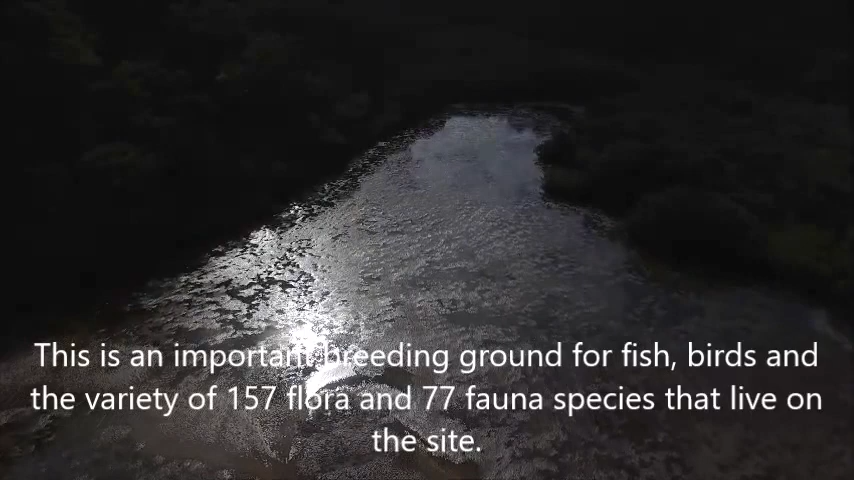 This is an important breeding ground for fish, birds and
the variety of 157 flora and 77 fauna species that live on
the site.